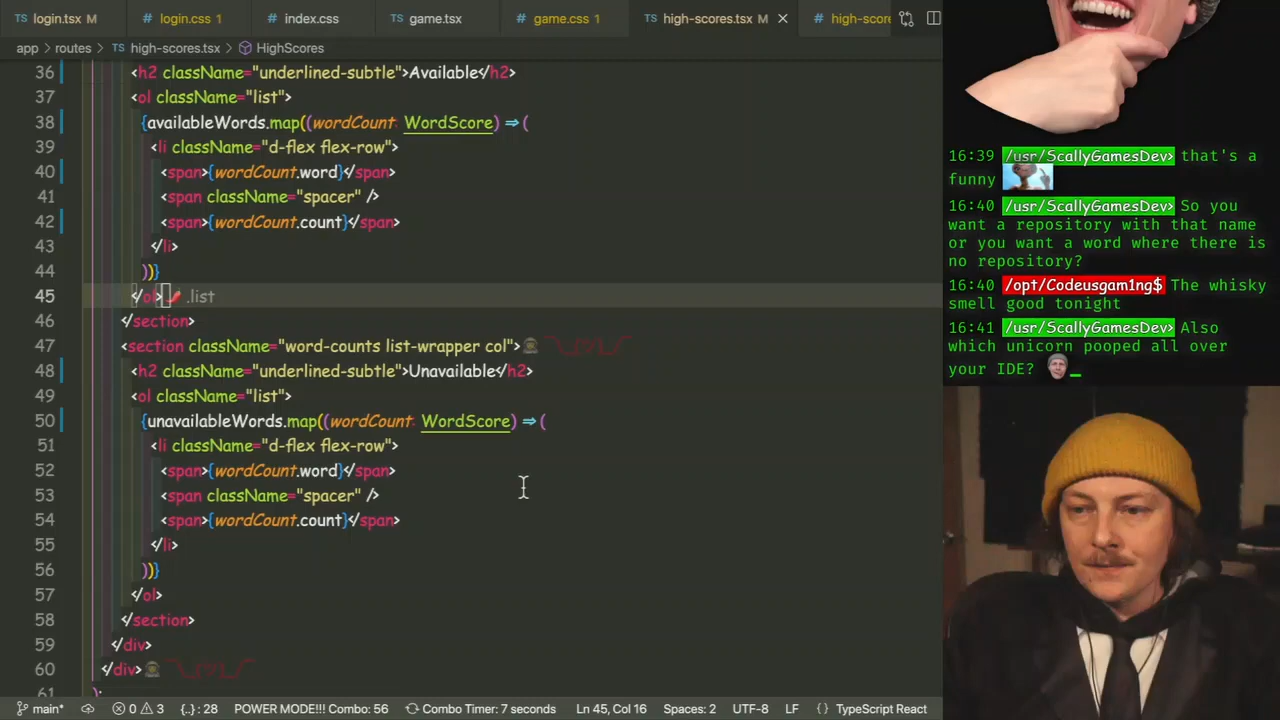 login.tsx M
login.css 1
index.css
TS game.tsx
game.css 1
TS high-scores.tsx M
high-score
app > routes > TS high-scores.tsx > HighScores
36 <h2 className="underlined-subtle">Available</h2>
37 <ol className="list">
38 {availableWords.map((wordCount: WordScore) => (
39 <li className="d-flex flex-row">
40 <span>{wordCount.word}</span>
41 <span className="spacer" />
42 <span>{wordCount.count}</span>
43 </li>
44 ))}
45 </ol> .list
46 </section>
47 <section className="word-counts list-wrapper col">
48 <h2 className="underlined-subtle">Unavailable</h2>
49 <ol className="list">
50 {unavailableWords.map((wordCount: WordScore) => (
51 <li className="d-flex flex-row">
52 <span>{wordCount.word}</span>
53 <span className="spacer" />
54 <span>{wordCount.count}</span>
55 </li>
56 ))}
57 </ol>
58 </section>
59 </div>
60 </div>
61 );
main* 0 3 {..}: 28 POWER MODE!!! Combo: 56 Combo Timer: 7 seconds Ln 45, Col 16 Spaces: 2 UTF-8 LF {} TypeScript React
16:39 /usr/ScallyGamesDev> that's a
funny
16:40 /usr/ScallyGamesDev> So you
want a repository with that name
or you want a word where there is
no repository?
16:40 /opt/Codeusgam1ng$ The whisky
smell good tonight
16:41 /usr/ScallyGamesDev> Also
which unicorn pooped all over
your IDE? _